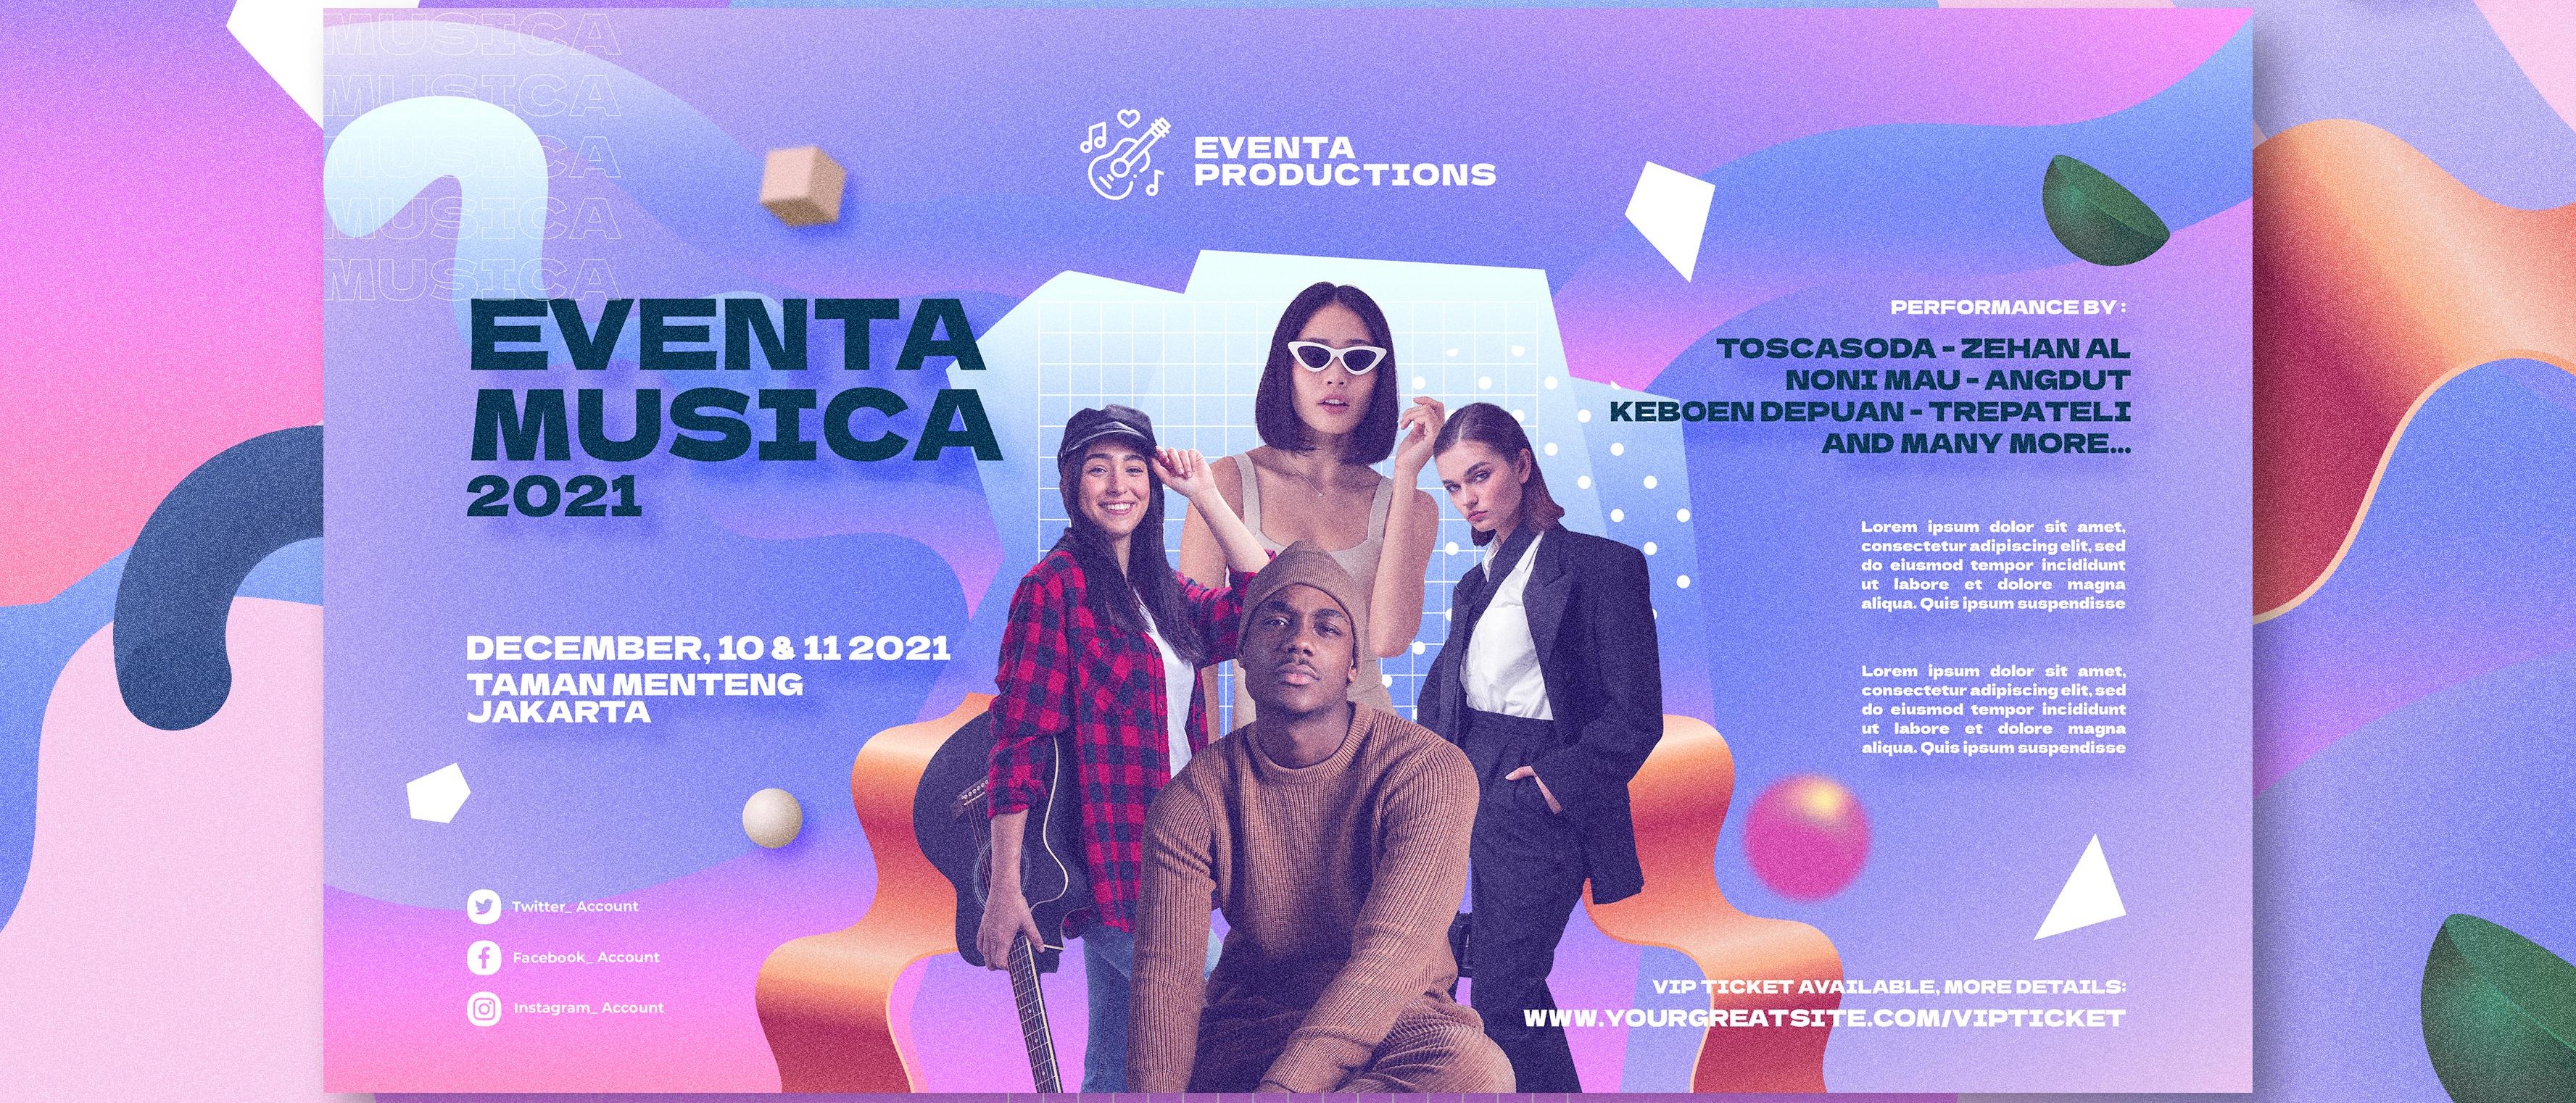 MUSICA
MUSICA
MUSICA
MUSICA
MUSICA
EVENTA
PRODUCTIONS
EVENTA
MUSICA
2021
DECEMBER, 10 & 11 2021
TAMAN MENTENG
JAKARTA
Twitter_ Account
Facebook_ Account
Instagram_ Account
PERFORMANCE BY :
TOSCASODA - ZEHAN AL
NONI MAU - ANGDUT
KEBOEN DEPUAN - TREPATELI
AND MANY MORE...
Lorem ipsum dolor sit amet,
consectetur adipiscing elit, sed
do eiusmod tempor incididunt
ut labore et dolore magna
aliqua. Quis ipsum suspendisse
Lorem ipsum dolor sit amet,
consectetur adipiscing elit, sed
do eiusmod tempor incididunt
ut labore et dolore magna
aliqua. Quis ipsum suspendisse
VIP TICKET AVAILABLE, MORE DETAILS:
WWW.YOURGREATSITE.COM/VIPTICKET